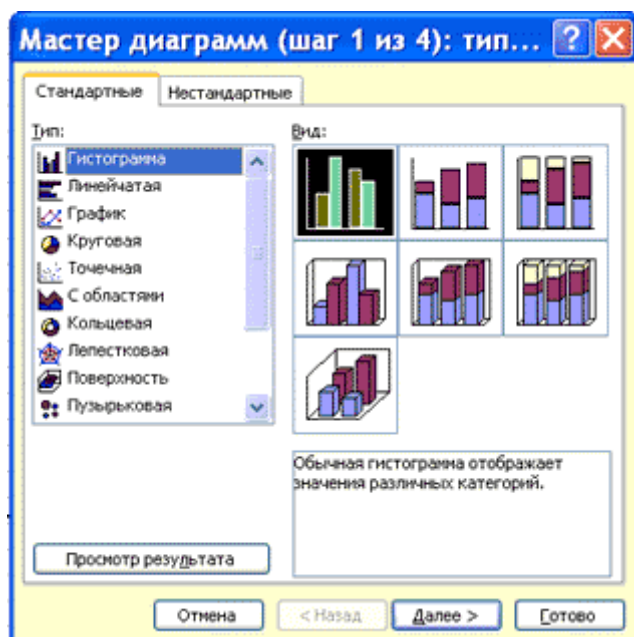 Мастер диаграмм (шаг 1 из 4): тип...
Стандартные
Нестандартные
Тип:
Гистограмма
Линейчатая
График
Круговая
Точечная
С областями
Кольцевая
Лепестковая
Поверхность
Пузырьковая
Вид:
Обычная гистограмма отображает
значения различных категорий.
Просмотр результата
Отмена
< Назад
Далее >
Готово